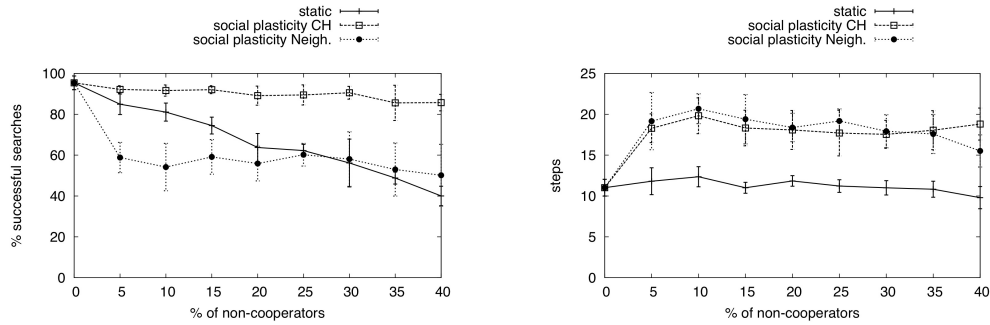 static
social plasticity CH
social plasticity Neigh.
100
80
60
40
20
0
% successful searches
0 5 10 15 20 25 30 35 40
% of non-cooperators
static
social plasticity CH
social plasticity Neigh.
25
20
15
10
5
0
steps
0 5 10 15 20 25 30 35 40
% of non-cooperators